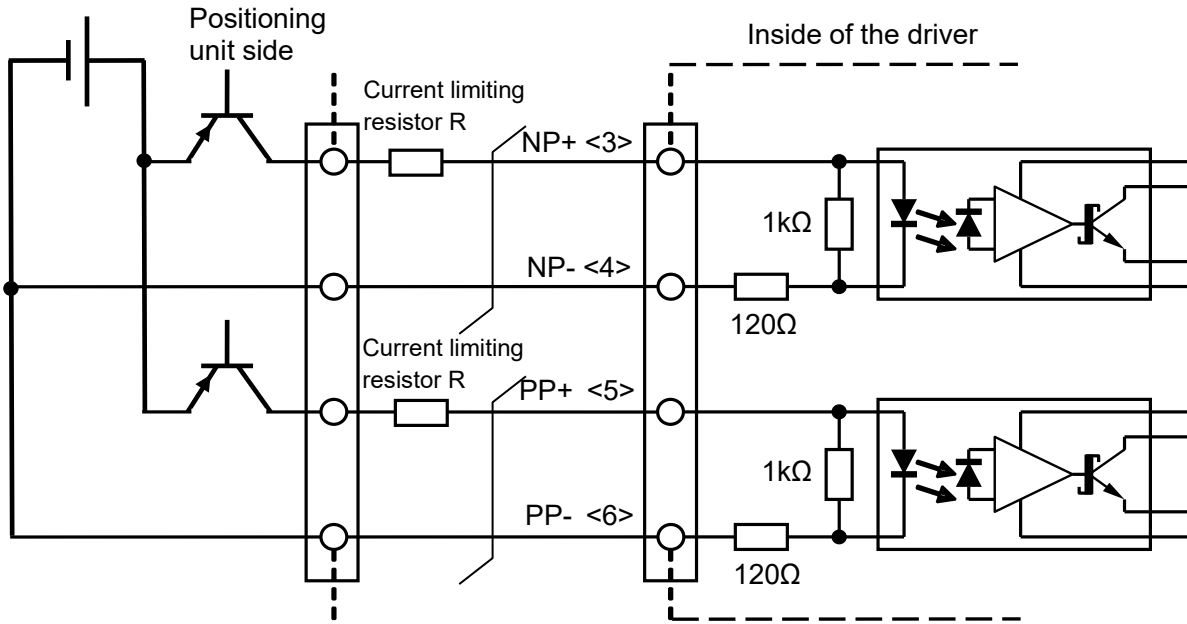 Positioning
unit side
Inside of the driver
Current limiting
resistor R
NP+ <3>
1kΩ
NP- <4>
120Ω
Current limiting
resistor R
PP+ <5>
1kΩ
PP- <6>
120Ω